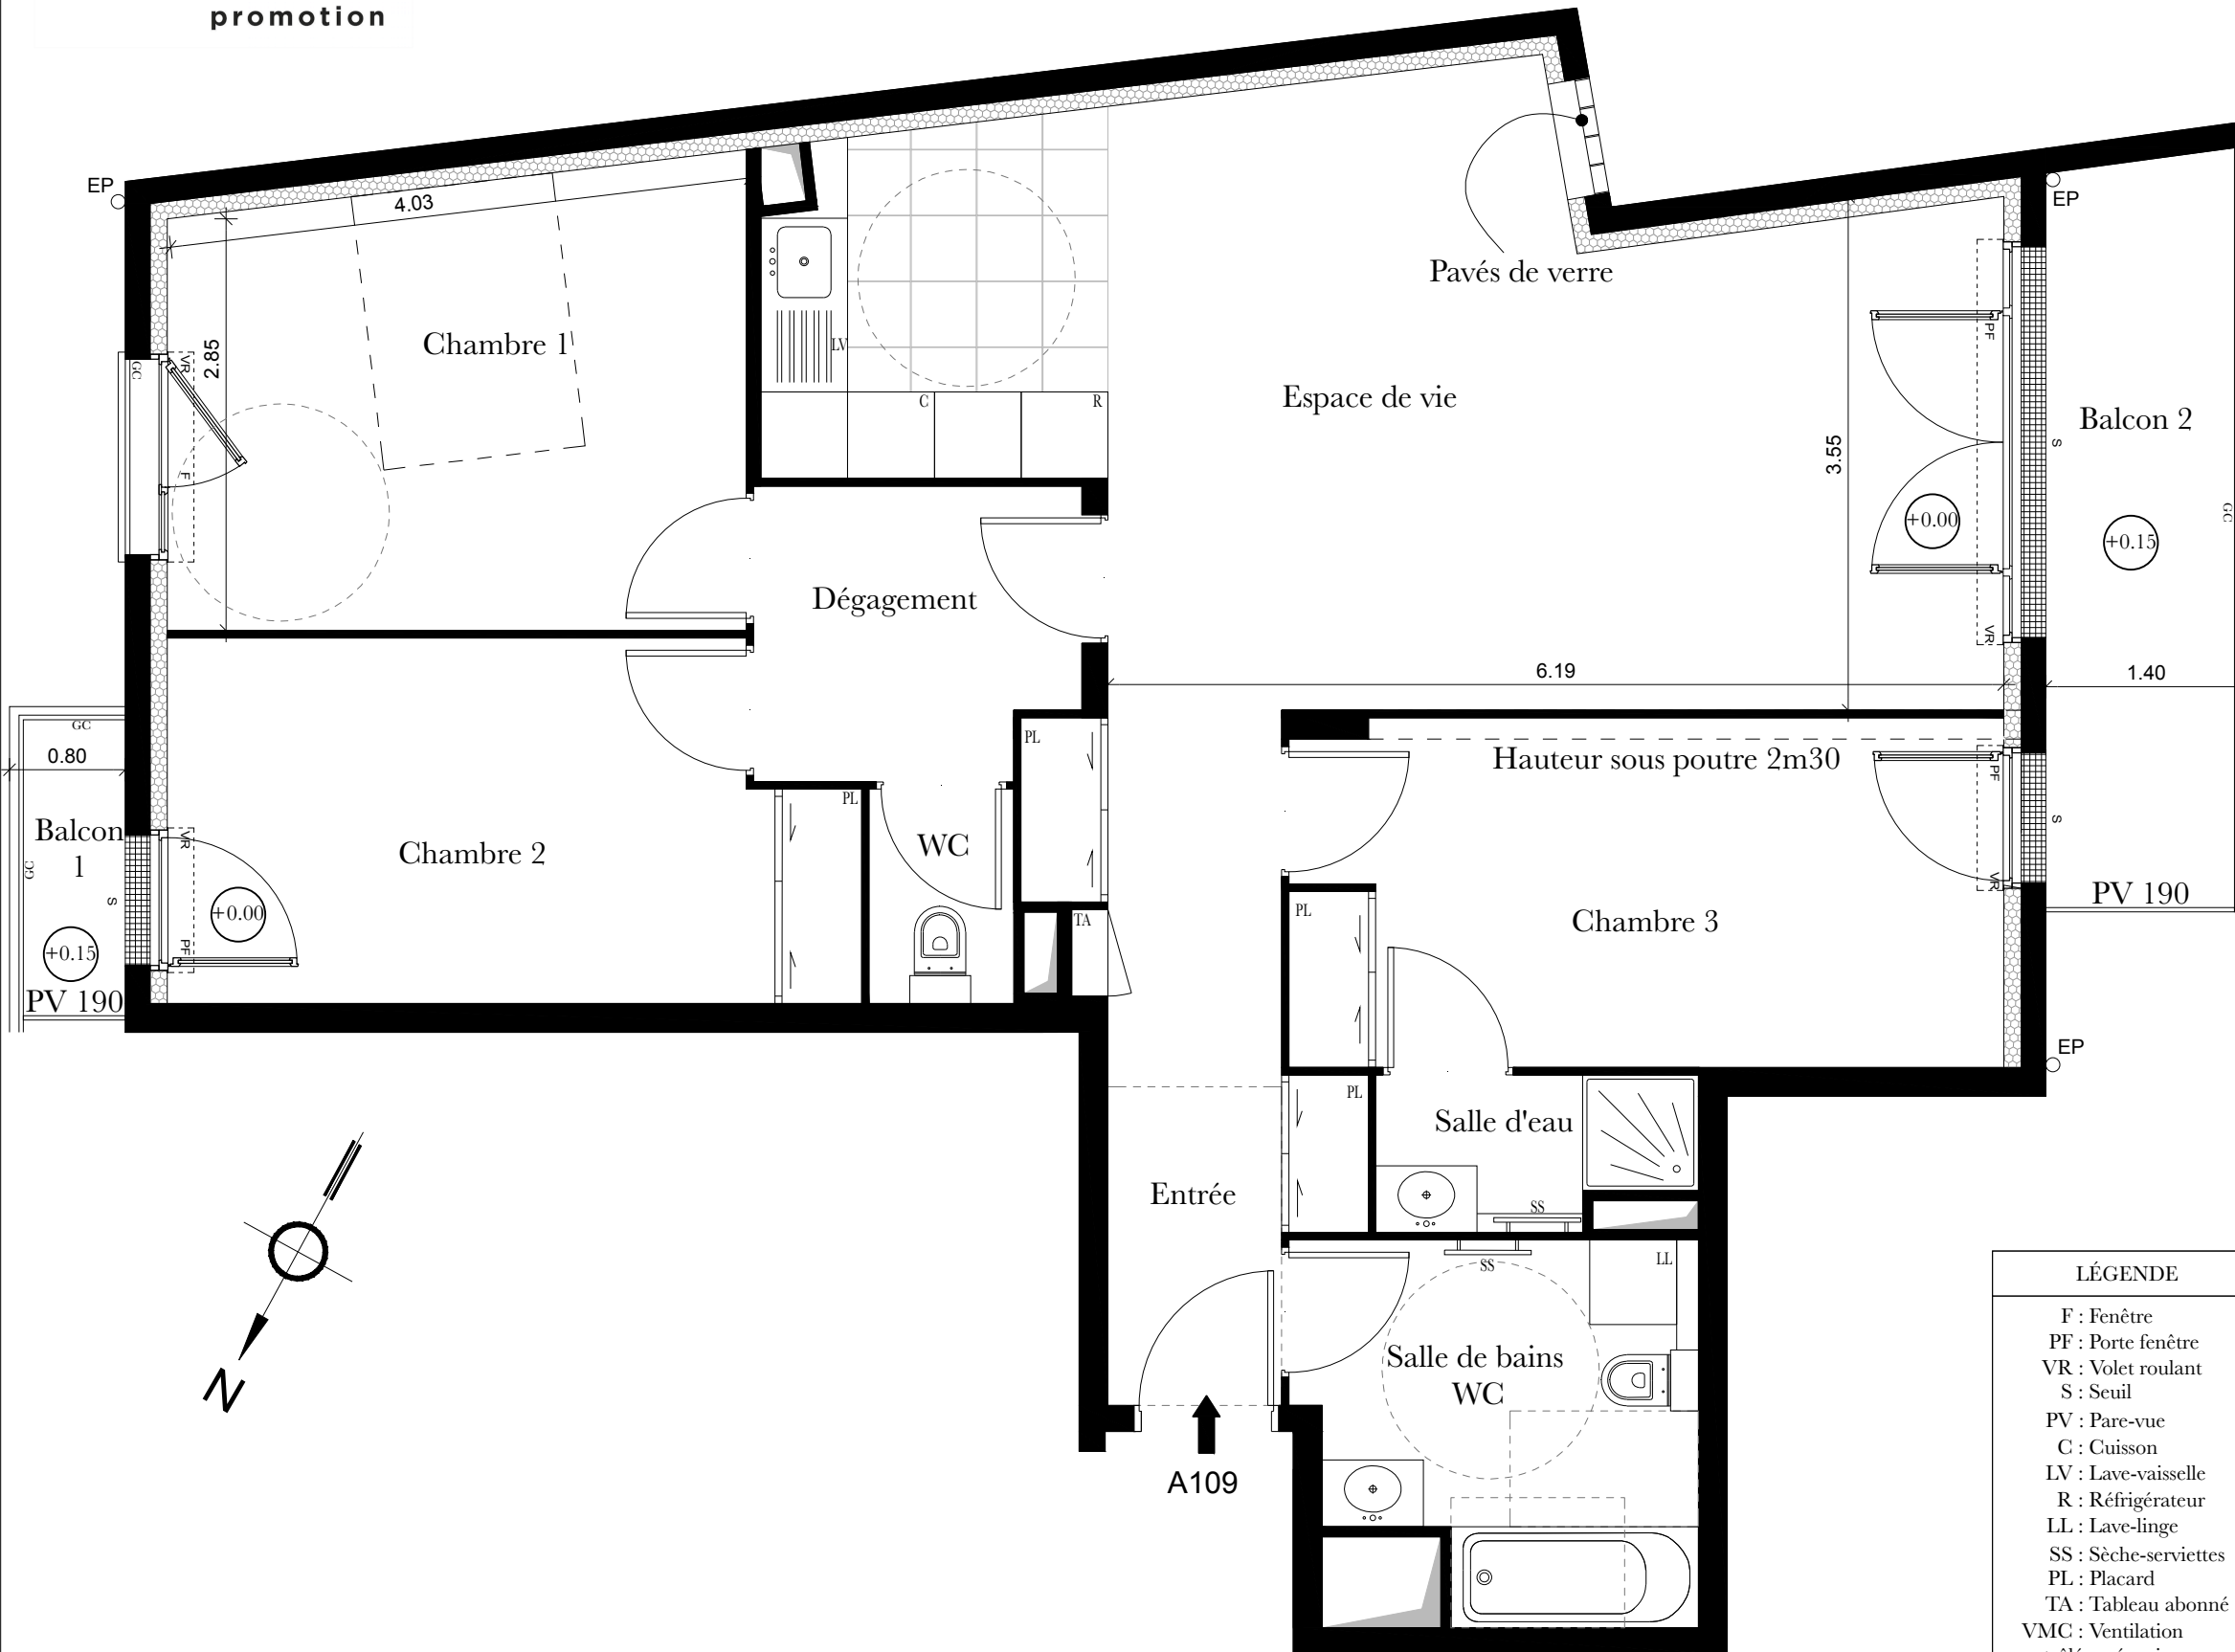 promotion
EP
4.03
EP
Pavés de verre
Chambre 1
2.85
VR
GC
F
LV
C
R
Espace de vie
PF
Balcon 2
3.55
S
GC
+0.00
+0.15
Dégagement
VR
6.19
1.40
GC
0.80
PL
Hauteur sous poutre 2m30
PF
Balcon
1
GC
S
VR
Chambre 2
PL
WC
S
VR
PV 190
+0.00
+0.15
PF
PV 190
TA
PL
Chambre 3
EP
PL
Salle d'eau
Entrée
SS
SS
LL
Salle de bains
WC
N
A109
LÉGENDE
F : Fenêtre
PF : Porte fenêtre
VR : Volet roulant
S : Seuil
PV : Pare-vue
C : Cuisson
LV : Lave-vaisselle
R : Réfrigérateur
LL : Lave-linge
SS : Sèche-serviettes
PL : Placard
TA : Tableau abonné
VMC : Ventilation